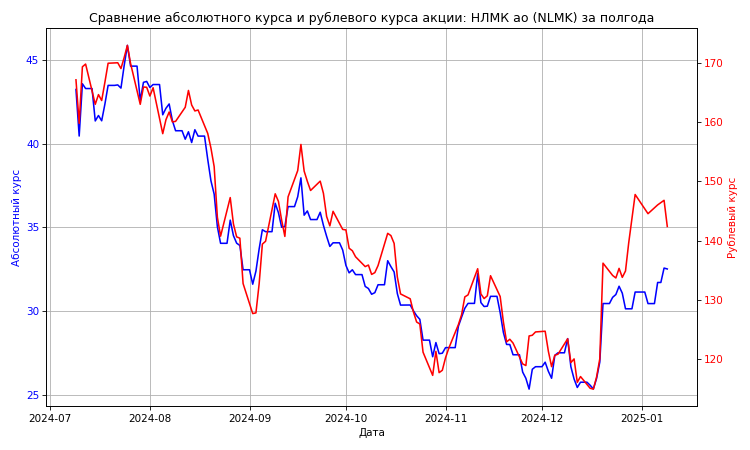 Сравнение абсолютного курса и рублевого курса акции: НЛМК ао (NLMK) за полгода
Абсолютный курс
45
40
35
30
25
170
160
150
140
130
120
Рублевый курс
2024-07 2024-08 2024-09 2024-10 2024-11 2024-12 2025-01
Дата